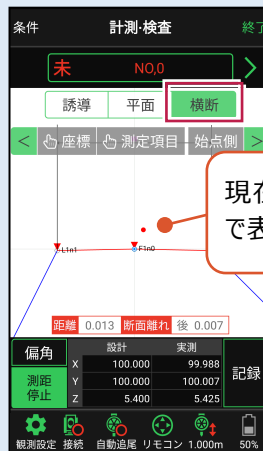 条件 計測·検査 終了
未 NO,0
誘導 平面 横断
< 座標 測定項目 始点側 >
現在
で表
L1n1 F1n0
距離 0.013 断面離れ 後 0.007
偏角 設計 実測
X 100.000 99.988
測距 停止 Y 100.000 100.007 記録
Z 5.400 5.425
観測設定 接続 自動追尾 リモコン 1.000m 50%